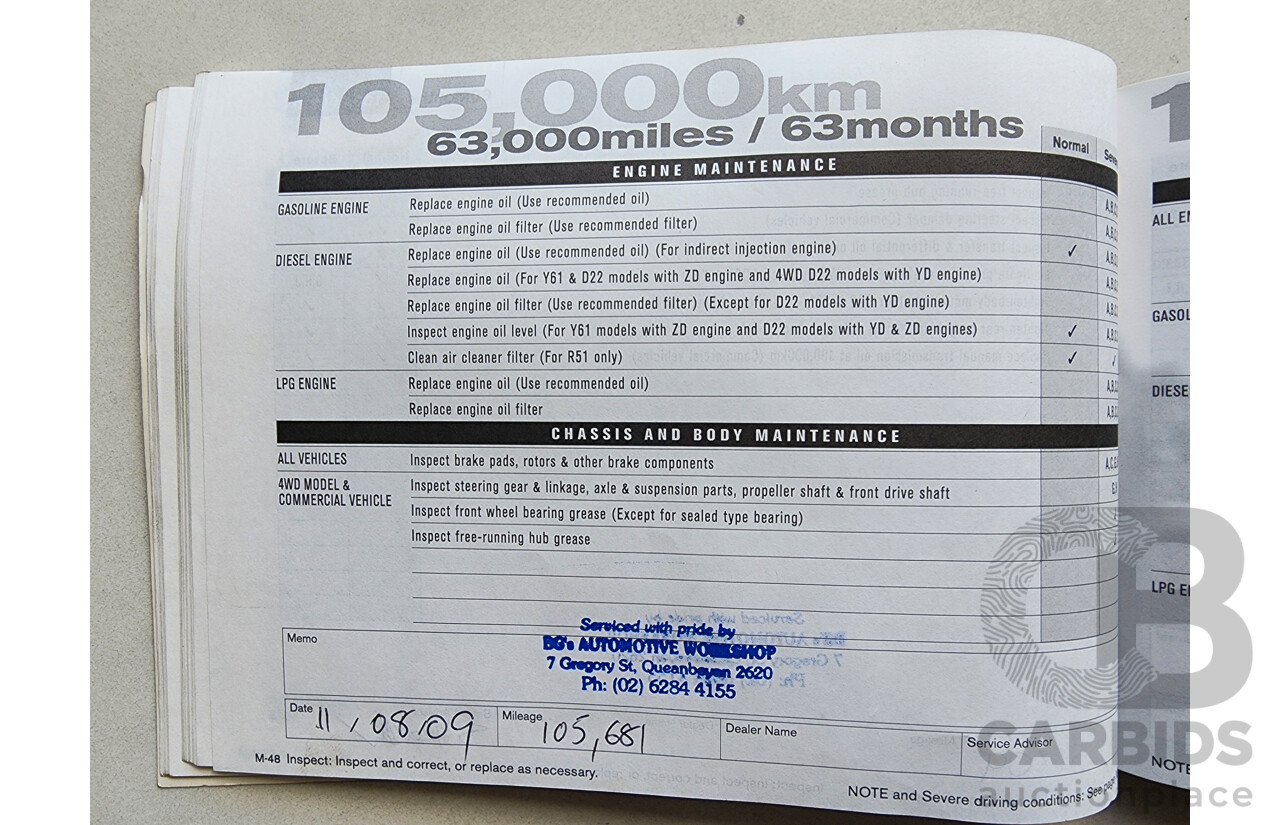 105,000km
63,000miles / 63months
Normal
ENGINE MAINTENANCE
GASOLINE ENGINE Replace engine oil (Use recommended oil) A,B,C
Replace engine oil filter (Use recommended filter) A,B,C
DIESEL ENGINE Replace engine oil (Use recommended oil) (For indirect injection engine) ✓ A,B,C
Replace engine oil (For Y61 & D22 models with ZD engine and 4WD D22 models with YD engine) A,B,C
Replace engine oil filter (Use recommended filter) (Except for D22 models with YD engine) A,B,C
Inspect engine oil level (For Y61 models with ZD engine and D22 models with YD & ZD engines) ✓ A,B,C
Clean air cleaner filter (For R51 only) ✓ ✓
LPG ENGINE Replace engine oil (Use recommended oil) A,B,C
Replace engine oil filter A,B,C
CHASSIS AND BODY MAINTENANCE
ALL VEHICLES Inspect brake pads, rotors & other brake components
4WD MODEL & COMMERCIAL VEHICLE Inspect steering gear & linkage, axle & suspension parts, propeller shaft & front drive shaft
Inspect front wheel bearing grease (Except for sealed type bearing)
Inspect free-running hub grease
Memo
Serviced with pride by
BG's AUTOMOTIVE WORKSHOP
7 Gregory St, Queanbeyan 2620
Ph: (02) 6284 4155
Date 11 / 08/09 Mileage 105,681 Dealer Name Service Advisor
M-48 Inspect: Inspect and correct, or replace as necessary.
NOTE and Severe driving conditions: See
ALL
DIESE
LPG
NOTE
CARBIDS
auctionplace